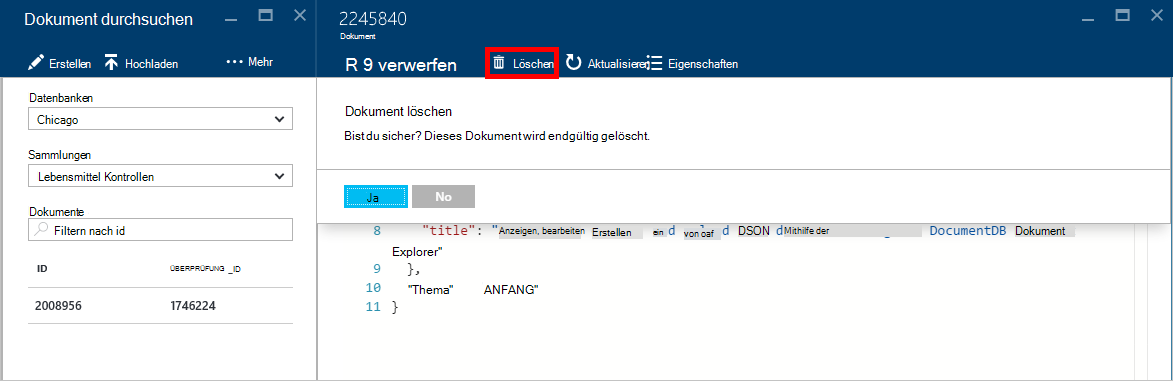 Dokument durchsuchen
Erstellen Hochladen ··· Mehr
Datenbanken
Chicago
Sammlungen
Lebensmittel Kontrollen
Dokumente
Filtern nach id
ID ÜBERPRÜFUNG _ID
2008956 1746224
2245840
Dokument
R 9 verwerfen Löschen Aktualisieren Eigenschaften
Dokument löschen
Bist du sicher? Dieses Dokument wird endgültig gelöscht.
Ja No
8 "title": "Anzeigen, bearbeiten Erstellen ein d von oaf d DSON d Mithilfe der DocumentDB Dokument
Explorer"
9 },
10 "Thema" ANFANG"
11 }